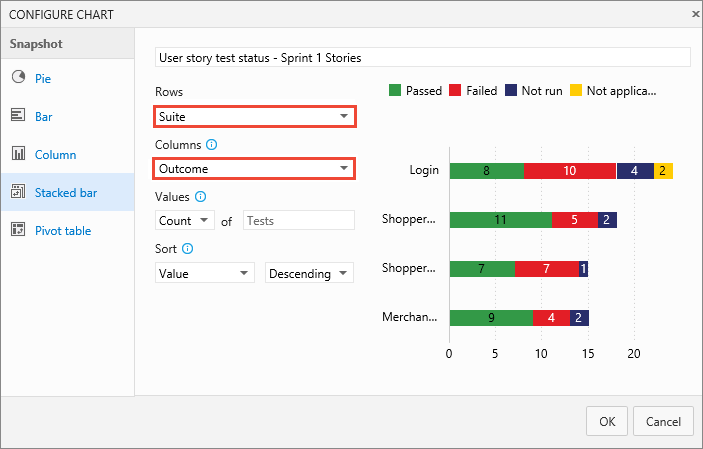 CONFIGURE CHART
Snapshot
Pie
Bar
Column
Stacked bar
Pivot table
User story test status - Sprint 1 Stories
Rows
Suite
Columns
Outcome
Values
Count of Tests
Sort
Value Descending
Passed Failed Not run Not applica...
Login 8 10 4 2
Shopper... 11 5 2
Shopper... 7 7 1
Merchan... 9 4 2
0 5 10 15 20
OK Cancel